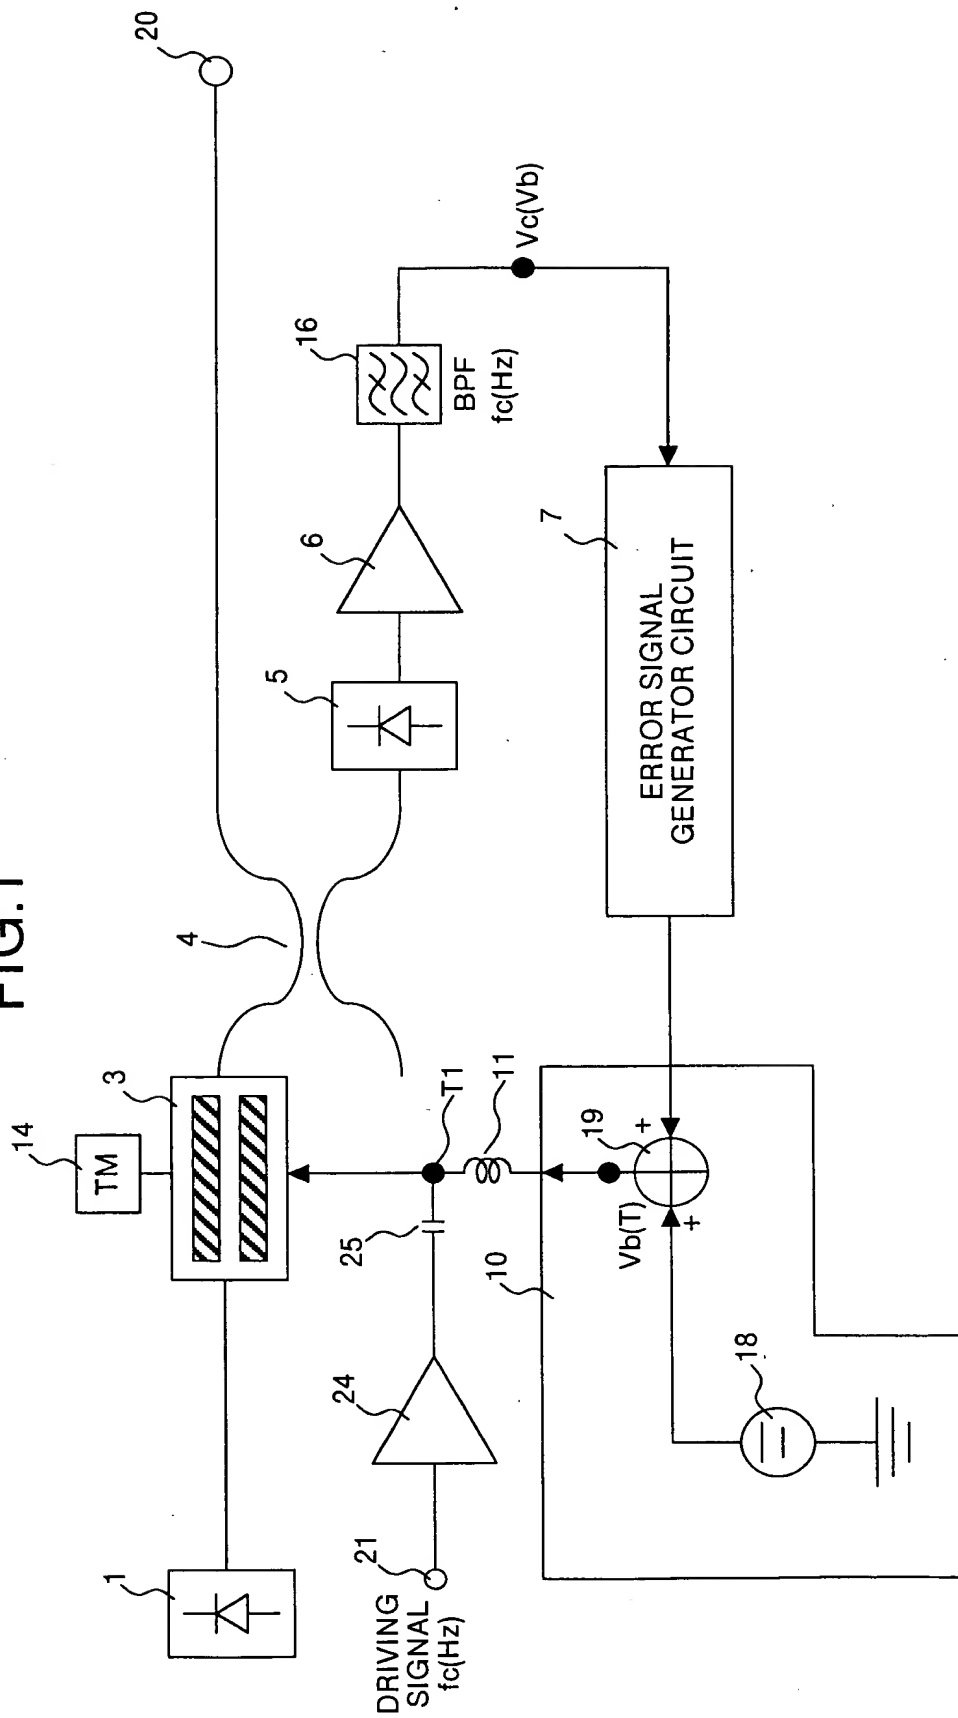 FIG.1
20
14
TM
3
4
5
6
16
BPF
fc(Hz)
Vc(Vb)
1
T1
11
25
24
21
DRIVING
SIGNAL
fc(Hz)
7
ERROR SIGNAL
GENERATOR CIRCUIT
10
19
+
+
Vb(T)
18